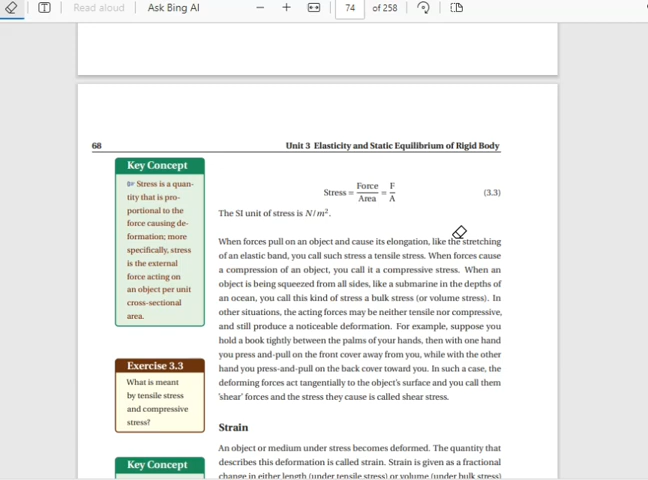 Read aloud
Ask Bing AI
74
of 258
68
Unit 3 Elasticity and Static Equilibrium of Rigid Body
Key Concept
☞ Stress is a quan-
tity that is pro-
portional to the
force causing de-
formation; more
specifically, stress
is the external
force acting on
an object per unit
cross-sectional
area.
Exercise 3.3
What is meant
by tensile stress
and compressive
stress?
Key Concept
Stress = Force/Area = F/A (3.3)
The SI unit of stress is N/m².
When forces pull on an object and cause its elongation, like the stretching
of an elastic band, you call such stress a tensile stress. When forces cause
a compression of an object, you call it a compressive stress. When an
object is being squeezed from all sides, like a submarine in the depths of
an ocean, you call this kind of stress a bulk stress (or volume stress). In
other situations, the acting forces may be neither tensile nor compressive,
and still produce a noticeable deformation. For example, suppose you
hold a book tightly between the palms of your hands, then with one hand
you press and-pull on the front cover away from you, while with the other
hand you press-and-pull on the back cover toward you. In such a case, the
deforming forces act tangentially to the object's surface and you call them
'shear' forces and the stress they cause is called shear stress.
Strain
An object or medium under stress becomes deformed. The quantity that
describes this deformation is called strain. Strain is given as a fractional
change in either length (under tensile stress) or volume (under bulk stress)